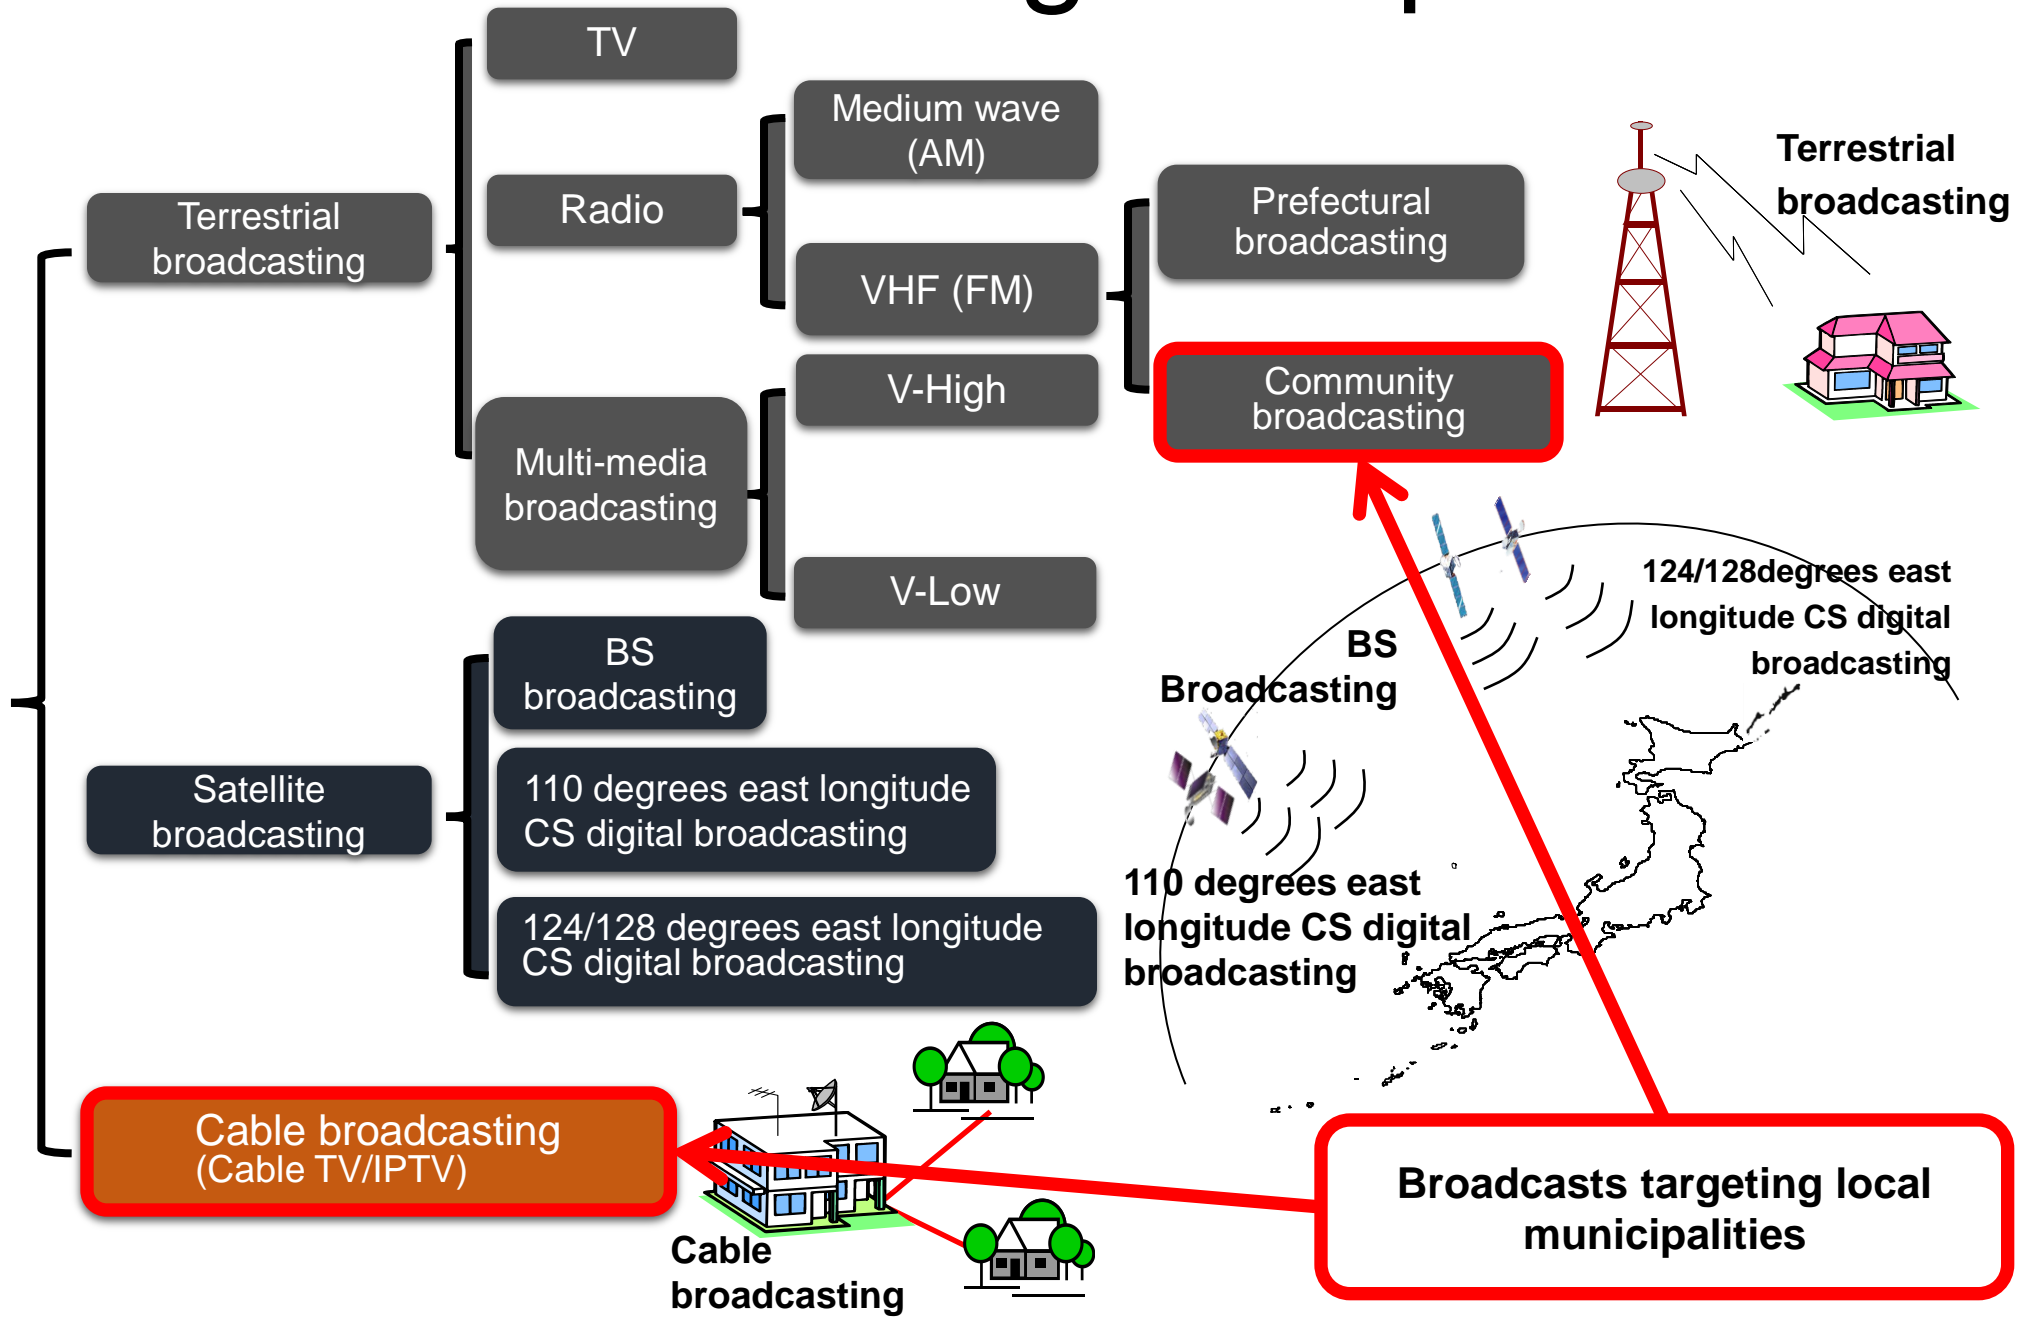 TV
Medium wave
(AM)
Radio
Terrestrial
broadcasting
Prefectural
broadcasting
VHF (FM)
V-High
Community
broadcasting
Multi-media
broadcasting
V-Low
Terrestrial
broadcasting
BS
broadcasting
Satellite
broadcasting
110 degrees east longitude
CS digital broadcasting
124/128 degrees east longitude
CS digital broadcasting
124/128degrees east
longitude CS digital
broadcasting
BS
Broadcasting
110 degrees east
longitude CS digital
broadcasting
Cable broadcasting
(Cable TV/IPTV)
Cable
broadcasting
Broadcasts targeting local
municipalities